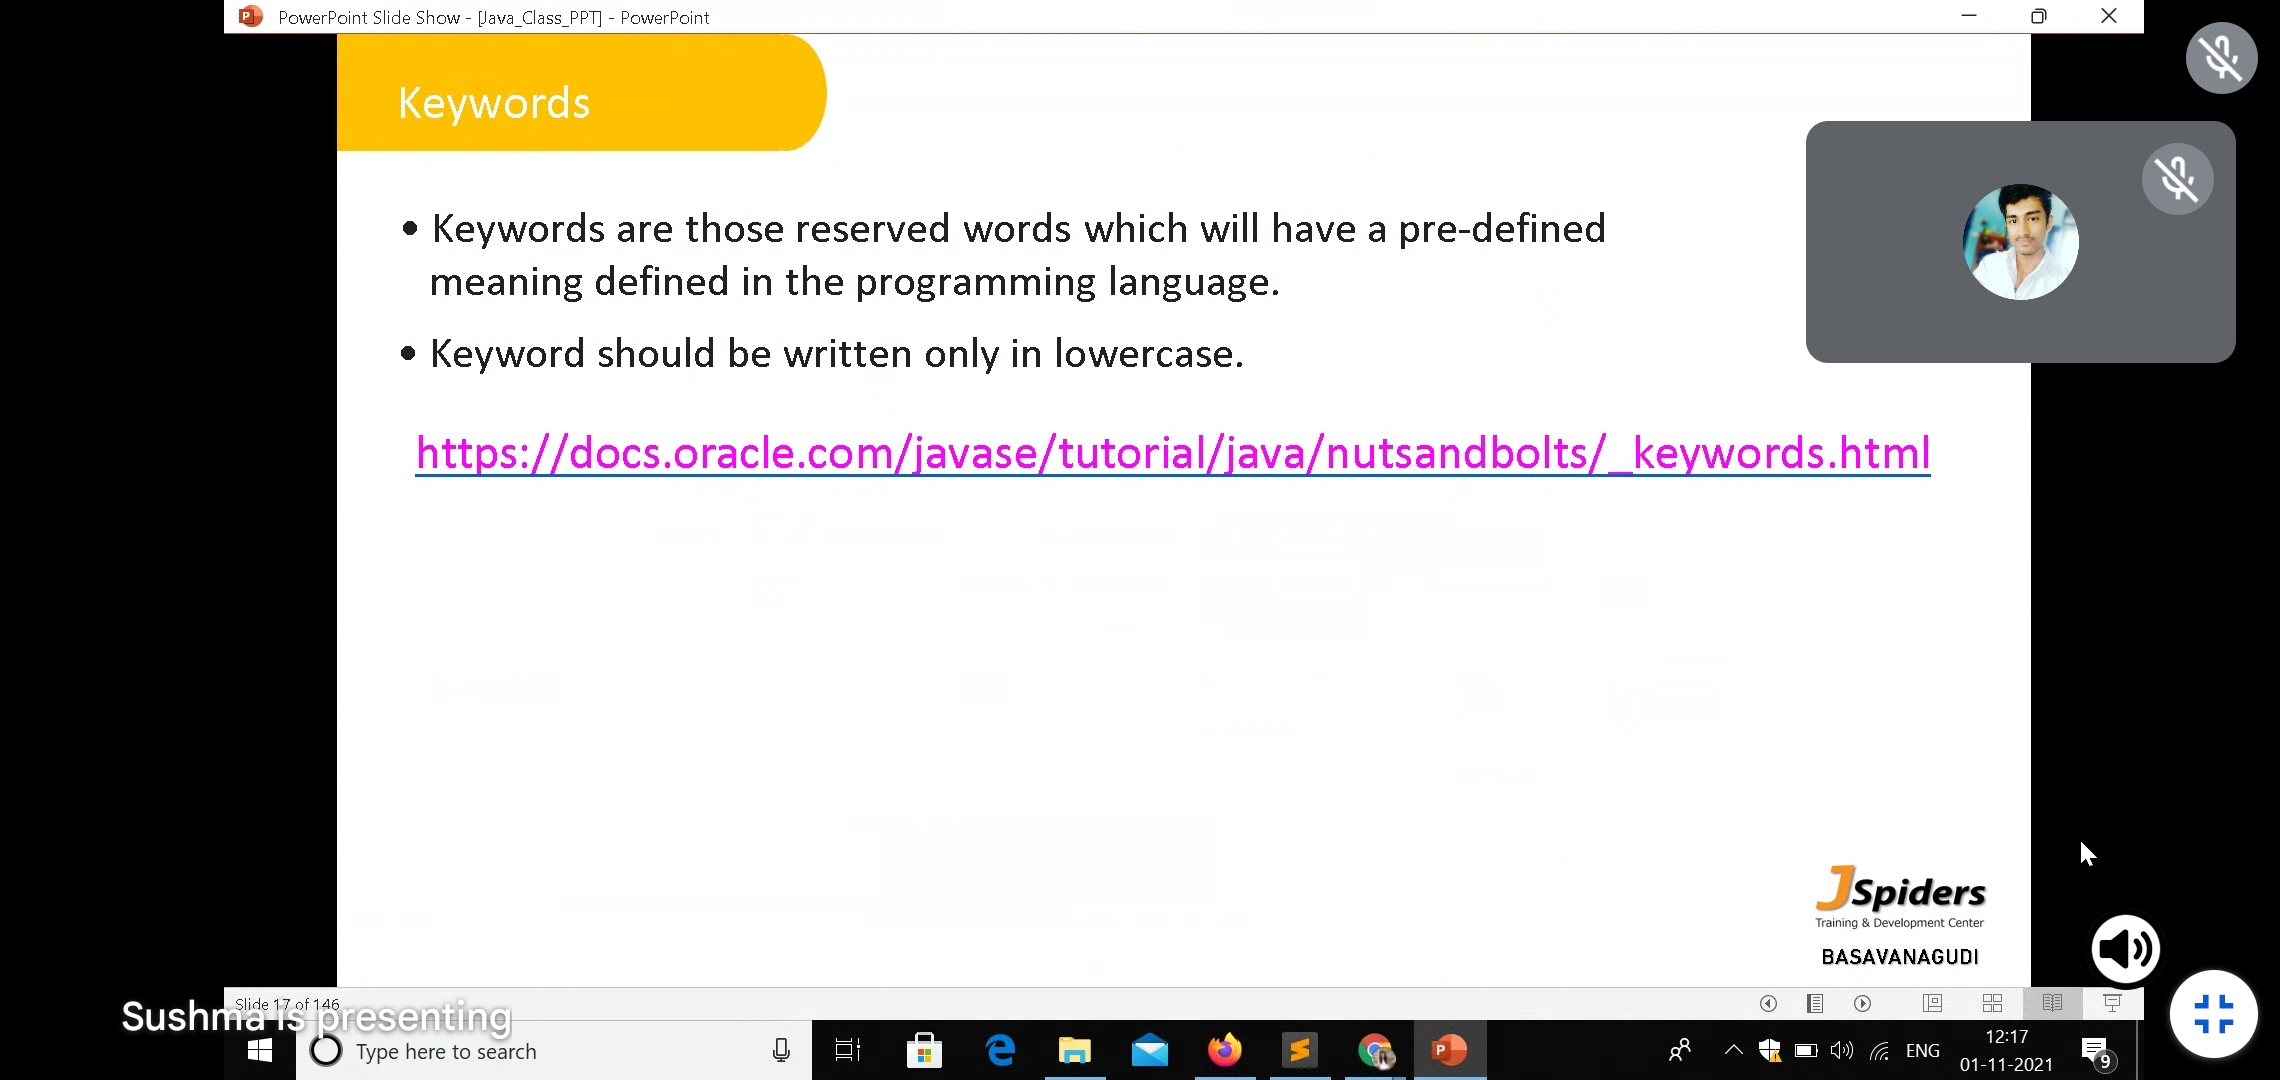 PowerPoint Slide Show - [Java_Class_PPT] - PowerPoint
Keywords
• Keywords are those reserved words which will have a pre-defined
meaning defined in the programming language.
• Keyword should be written only in lowercase.
https://docs.oracle.com/javase/tutorial/java/nutsandbolts/_keywords.html
JSpiders
Training & Development Center
BASAVANAGUDI
Slide 17 of 146
Sushma is presenting
Type here to search
ENG
12:17
01-11-2021
9